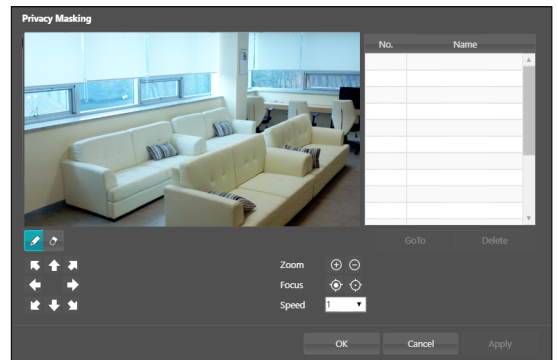 Privacy Masking
No. Name
GoTo Delete
Zoom
Focus
Speed 1
OK Cancel Apply